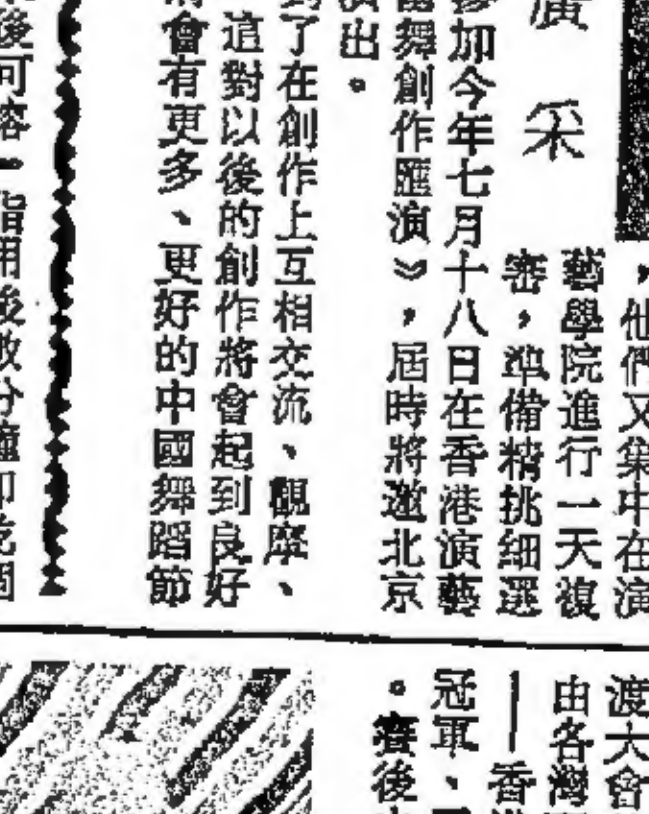 ，他們又集中在演
藝學院進行一天複
審，準備精挑細選
廣采
參加今年七月十八日在香港演藝
舞創作匯演》，屆時將邀北京
演出。
到了在創作上互相交流、觀摩、
這對以後的創作將會起到良好
會有更多、更好的中國舞蹈節
後可
用後
渡大會
由各灣
—香港
冠軍、
。賽後